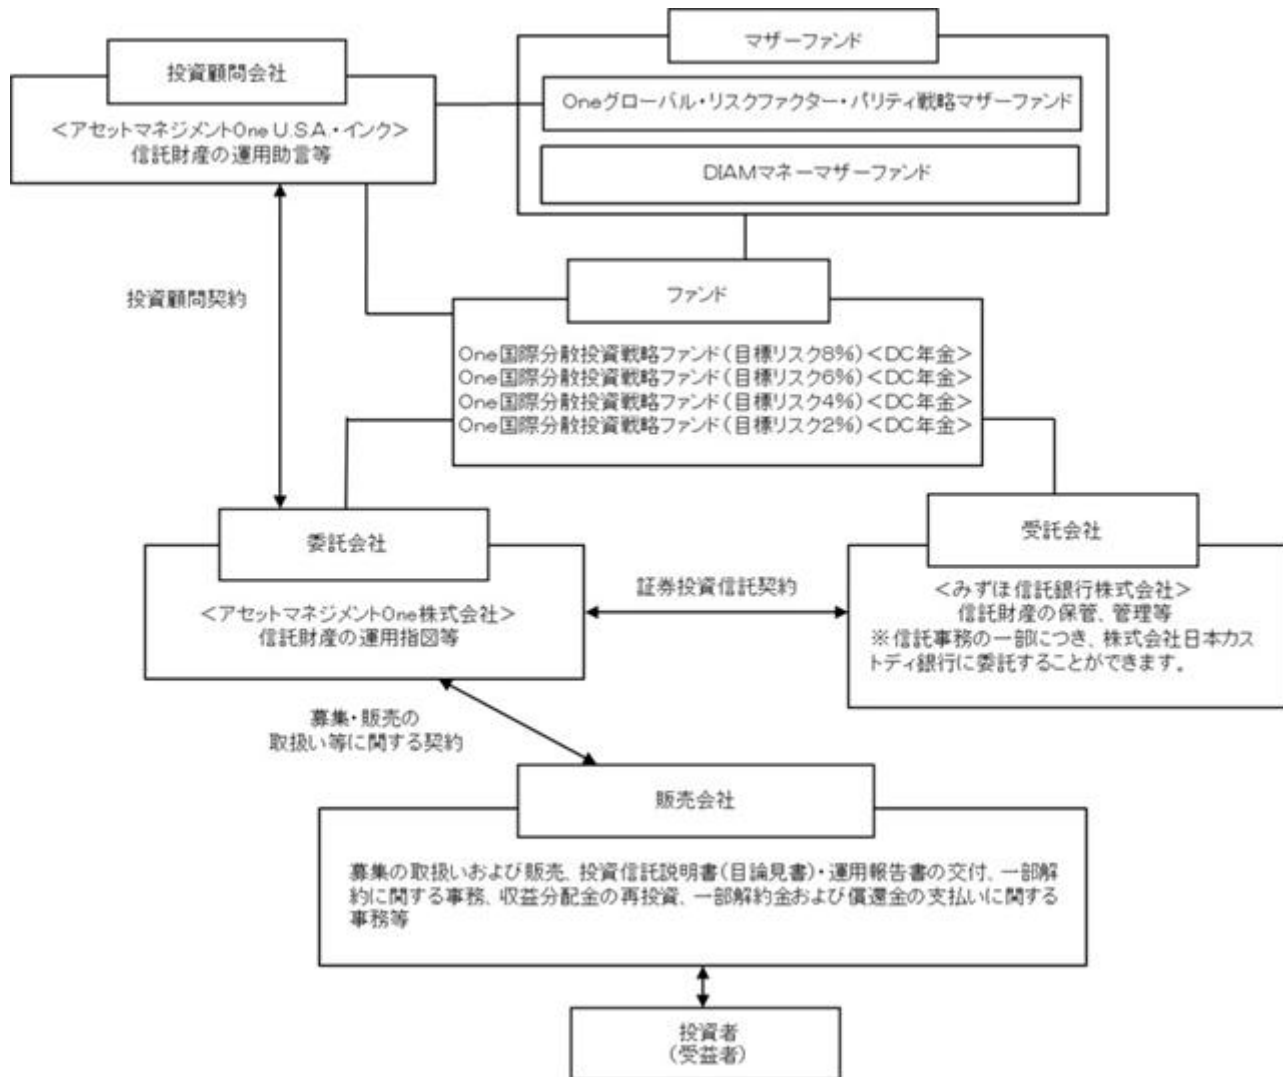 マザーファンド
投資顧問会社
Oneグローバル・リスクファクター・パリティ戦略マザーファンド
<アセットマネジメントOne U.S.A.・インク>
信託財産の運用助言等
DIAMマネーマザーファンド
投資顧問契約
ファンド
One国際分散投資戦略ファンド(目標リスク8%)<DC年金>
One国際分散投資戦略ファンド(目標リスク6%)<DC年金>
One国際分散投資戦略ファンド(目標リスク4%)<DC年金>
One国際分散投資戦略ファンド(目標リスク2%)<DC年金>
委託会社
<アセットマネジメントOne株式会社>
信託財産の運用指図等
証券投資信託契約
受託会社
<みずほ信託銀行株式会社>
信託財産の保管、管理等
※信託事務の一部につき、株式会社日本カス
トディ銀行に委託することができます。
募集・販売の
取扱い等に関する契約
販売会社
募集の取扱いおよび販売、投資信託説明書(目論見書)・運用報告書の交付、一部解
約に関する事務、収益分配金の再投資、一部解約金および償還金の支払いに関する
事務等
投資者
(受益者)